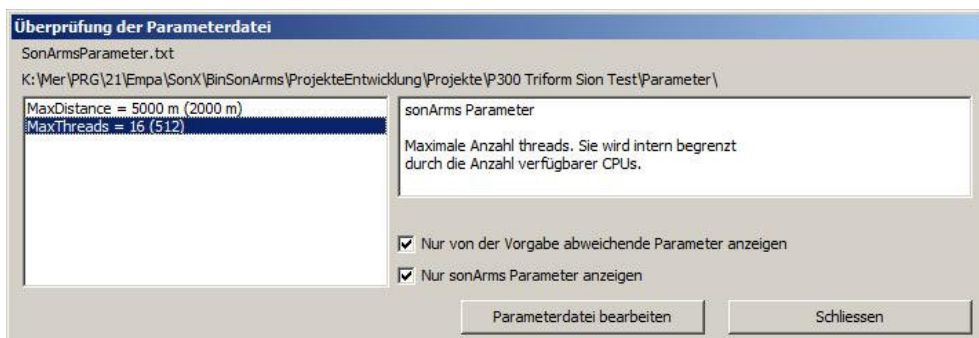 Überprüfung der Parameterdatei
SonArmsParameter.txt
K:\Mer\PRG\21\Empa\SonX\BinSonArms\ProjekteEntwicklung\Projekte\P300 Triform Sion Test\Parameter\
MaxDistance = 5000 m (2000 m)
MaxThreads = 16 (512)
sonArms Parameter
Maximale Anzahl threads. Sie wird intern begrenzt
durch die Anzahl verfügbarer CPUs.
Nur von der Vorgabe abweichende Parameter anzeigen
Nur sonArms Parameter anzeigen
Parameterdatei bearbeiten
Schliessen